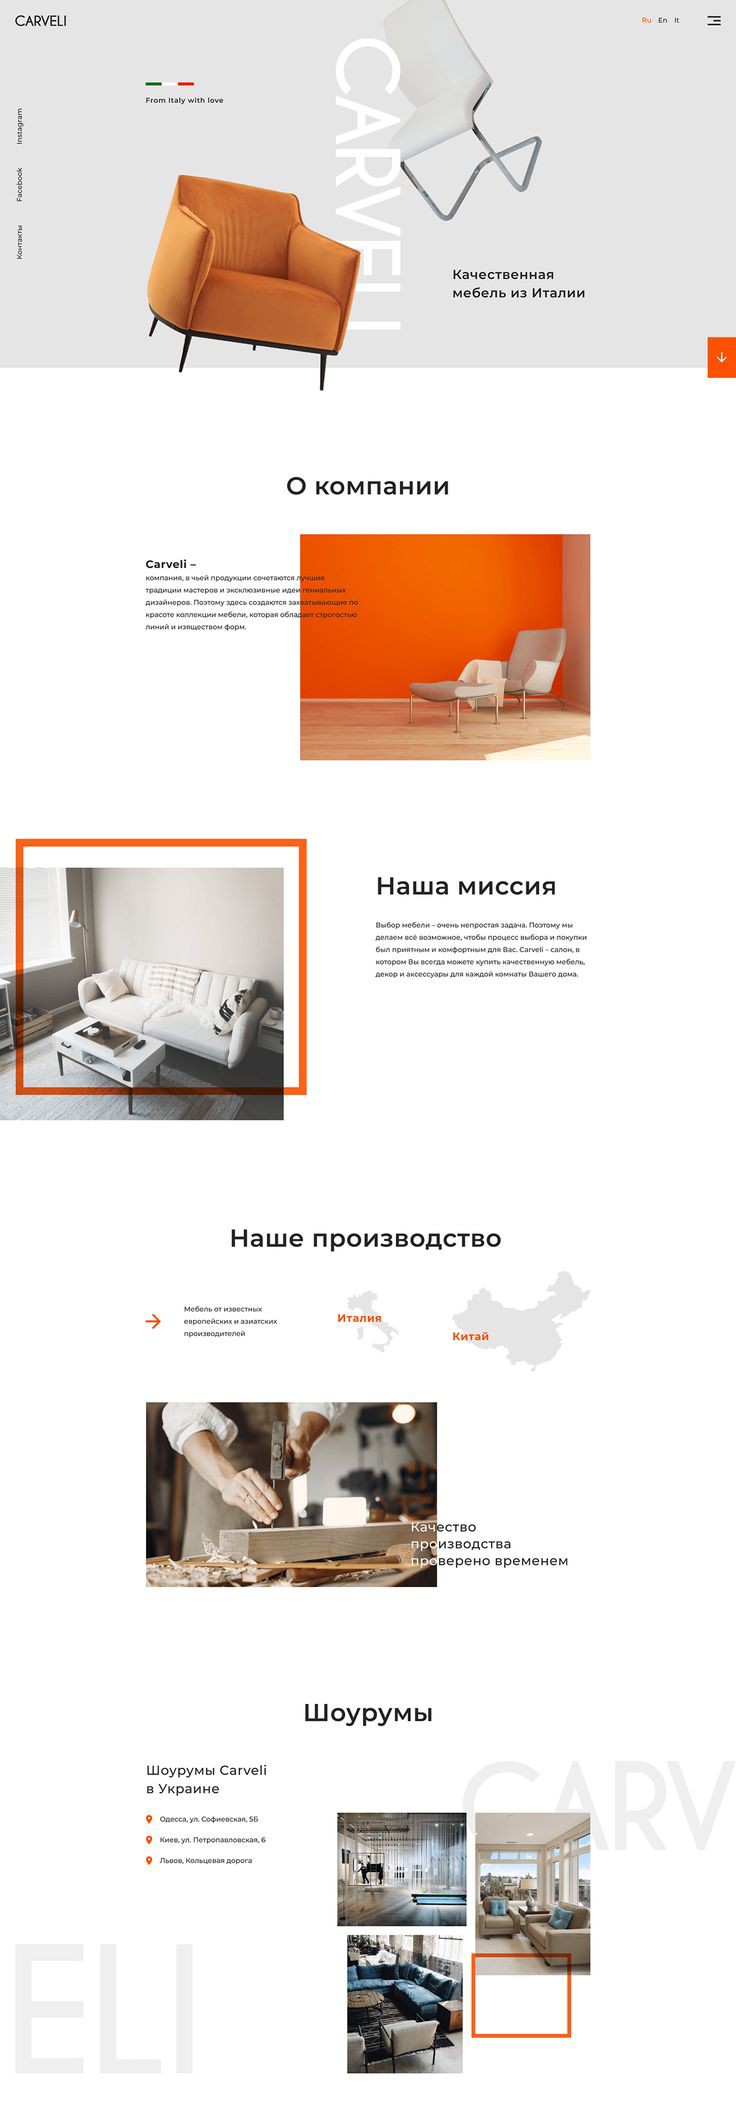 CARVELI
Ru En It
From Italy with love
CARVELI
Instagram
Facebook
Контакты
Качественная
мебель из Италии
О компании
Carveli –
компания, в чьей продукции сочетаются лучшие
традиции мастеров и эксклюзивные идеи гениальных
дизайнеров. Поэтому здесь создаются захватывающие по
красоте коллекции мебели, которая обладает строгостью
линий и изяществом форм.
Наша миссия
Выбор мебели – очень непростая задача. Поэтому мы
делаем всё возможное, чтобы процесс выбора и покупки
был приятным и комфортным для Вас. Carveli – салон, в
котором Вы всегда можете купить качественную мебель,
декор и аксессуары для каждой комнаты Вашего дома.
Наше производство
Мебель от известных
европейских и азиатских
производителей
Италия
Китай
Качество
производства
проверено временем
Шоурумы
Шоурумы Carveli
в Украине
Одесса, ул. Софиевская, 5Б
Киев, ул. Петропавловская, 6
Львов, Кольцевая дорога
CARV
ELI